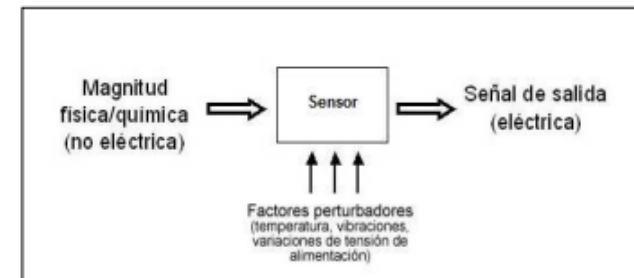 Magnitud
física/química
(no eléctrica)
Sensor
Señal de salida
(eléctrica)
Factores perturbadores
(temperatura, vibraciones,
variaciones de tensión de
alimentación)